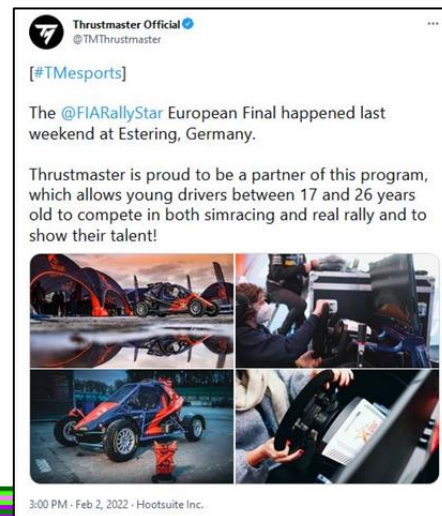 Thrustmaster Official
@TMThrustmaster
[#TMesports]
The @FIARallyStar European Final happened last
weekend at Estering, Germany.
Thrustmaster is proud to be a partner of this program,
which allows young drivers between 17 and 26 years
old to compete in both simracing and real rally and to
show their talent!
3:00 PM · Feb 2, 2022 · Hootsuite Inc.